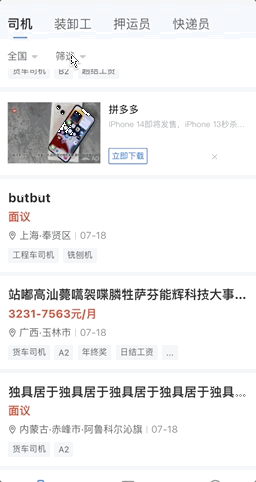 司机 装卸工 押运员 快递员
全国 筛选
货车司机 B2 超结工资
拼多多
iPhone 14即将发售，iPhone 13秒杀...
立即下载
butbut
面议
上海·奉贤区 07-18
工程车司机 铣刨机
站嘟高汕薨噶袈喋膦牲萨芬能辉科技大事...
3231-7563元/月
广西·玉林市 07-18
货车司机 A2 年终奖 日结工资 ...
独具居于独具居于独具居于独具居于独具...
面议
内蒙古·赤峰市·阿鲁科尔沁旗 07-18
货车司机 A2